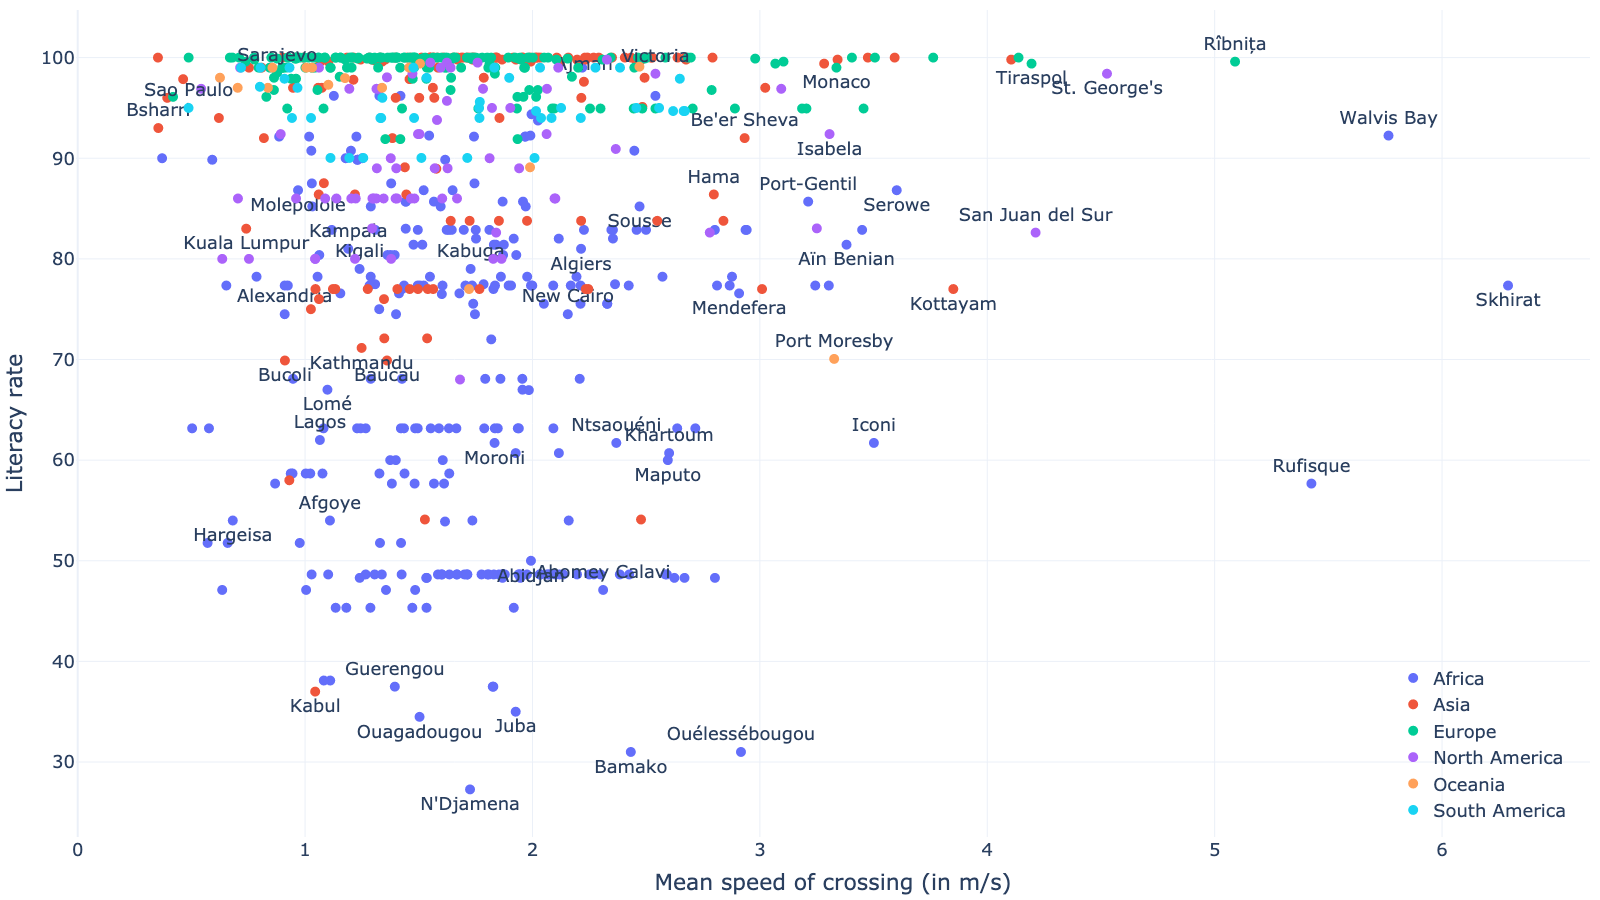 Rîbnița
Sarajevo
Victoria
100
Ajman
Tiraspol
Monaco
St. George's
Sao Paulo
Bsharri
Be'er Sheva
Walvis Bay
Isabela
90
Hama
Port-Gentil
Molepolole
Serowe
San Juan del Sur
Sousse
Kampala
Kuala Lumpur
Kigali
Kabuga
80
Aïn Benian
Algiers
Alexandria
New Cairo
Mendefera
Kottayam
Skhirat
Port Moresby
70
Kathmandu
Bucoli
Baucau
Lomé
Lagos
Ntsaouéni
Iconi
Khartoum
60
Moroni
Rufisque
Maputo
Afgoye
Hargeisa
50
Abidjan
Abomey Calavi
40
Guerengou
Kabul
Juba
Ouagadougou
Ouélessébougou
30
Bamako
N'Djamena
Literacy rate
Africa
Asia
Europe
North America
Oceania
South America
0 1 2 3 4 5 6
Mean speed of crossing (in m/s)